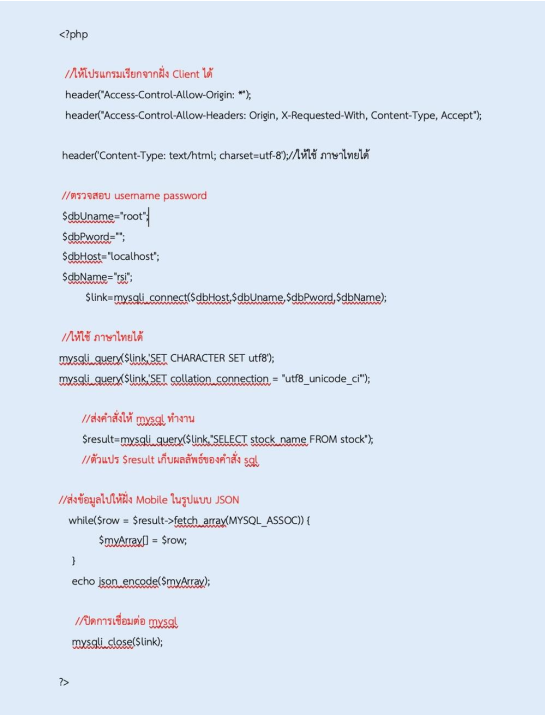 <?php
//ให้โปรแกรมเรียกจากฝั่ง Client ได้
header("Access-Control-Allow-Origin: *");
header("Access-Control-Allow-Headers: Origin, X-Requested-With, Content-Type, Accept");
header('Content-Type: text/html; charset=utf-8');//ให้ใช้ ภาษาไทยได้
//ตรวจสอบ username password
$dbUname="root";
$dbPword="";
$dbHost="localhost";
$dbName="rsi";
$link=mysqli_connect($dbHost,$dbUname,$dbPword,$dbName);
//ให้ใช้ ภาษาไทยได้
mysqli_query($link,'SET CHARACTER SET utf8');
mysqli_query($link,'SET collation_connection = "utf8_unicode_ci"');
//ส่งคำสั่งให้ mysql ทำงาน
$result=mysqli_query($link,"SELECT stock_name FROM stock");
//ตัวแปร $result เก็บผลลัพธ์ของคำสั่ง sql
//ส่งข้อมูลไปให้ฝั่ง Mobile ในรูปแบบ JSON
while($row = $result->fetch_array(MYSQL_ASSOC)) {
$myArray[] = $row;
}
echo json_encode($myArray);
//ปิดการเชื่อมต่อ mysql
mysqli_close($link);
?>